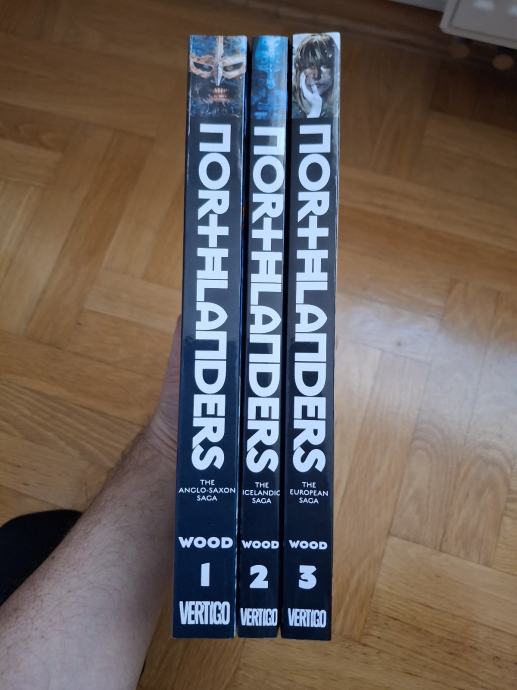 NORTHLANDERS
THE
ANGLO-SAXON
SAGA
WOOD
1
VERTIGO
NORTHLANDERS
THE
ICELANDIC
SAGA
WOOD
2
VERTIGO
NORTHLANDERS
THE
EUROPEAN
SAGA
WOOD
3
VERTIGO